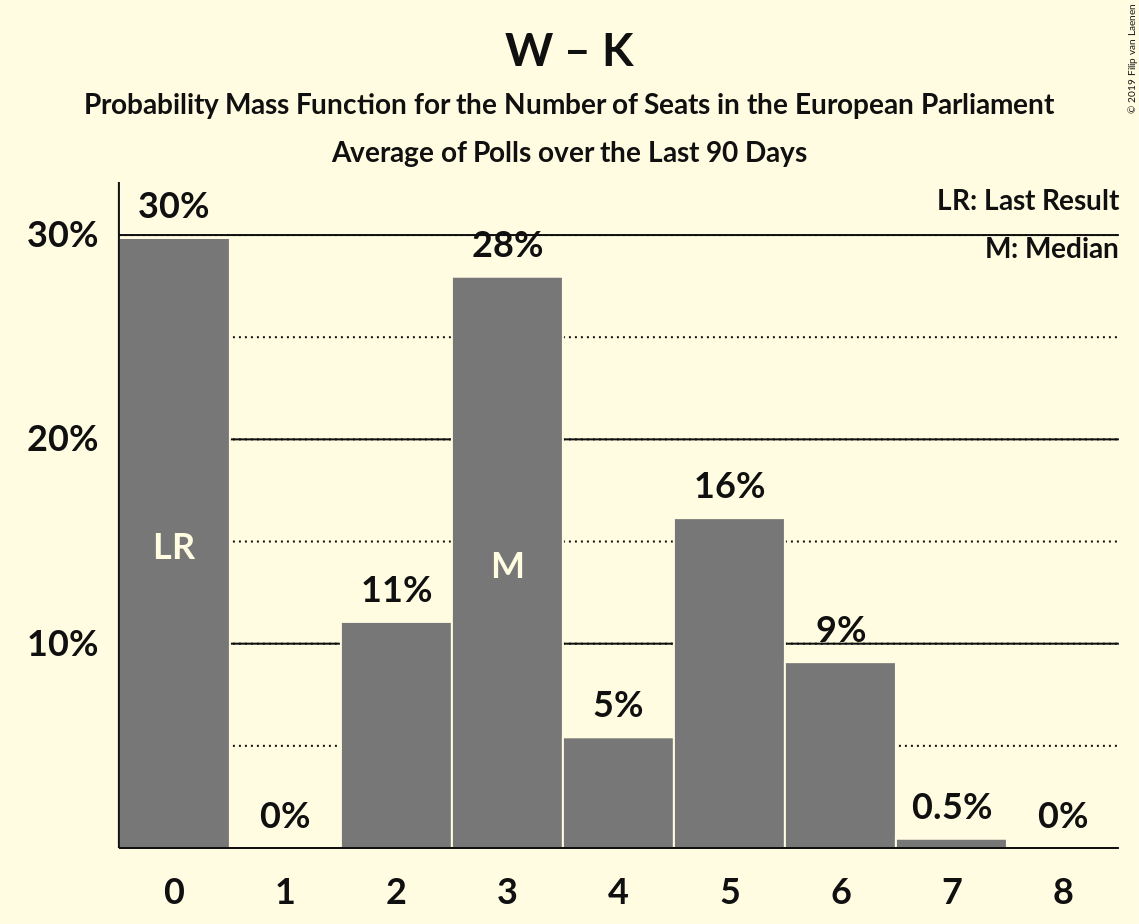 W – K
Probability Mass Function for the Number of Seats in the European Parliament
Average of Polls over the Last 90 Days
© 2019 Filip van Laenen
LR: Last Result
M: Median
30%
20%
10%
30%
0%
11%
28%
5%
16%
9%
0.5%
0%
LR
M
0 1 2 3 4 5 6 7 8